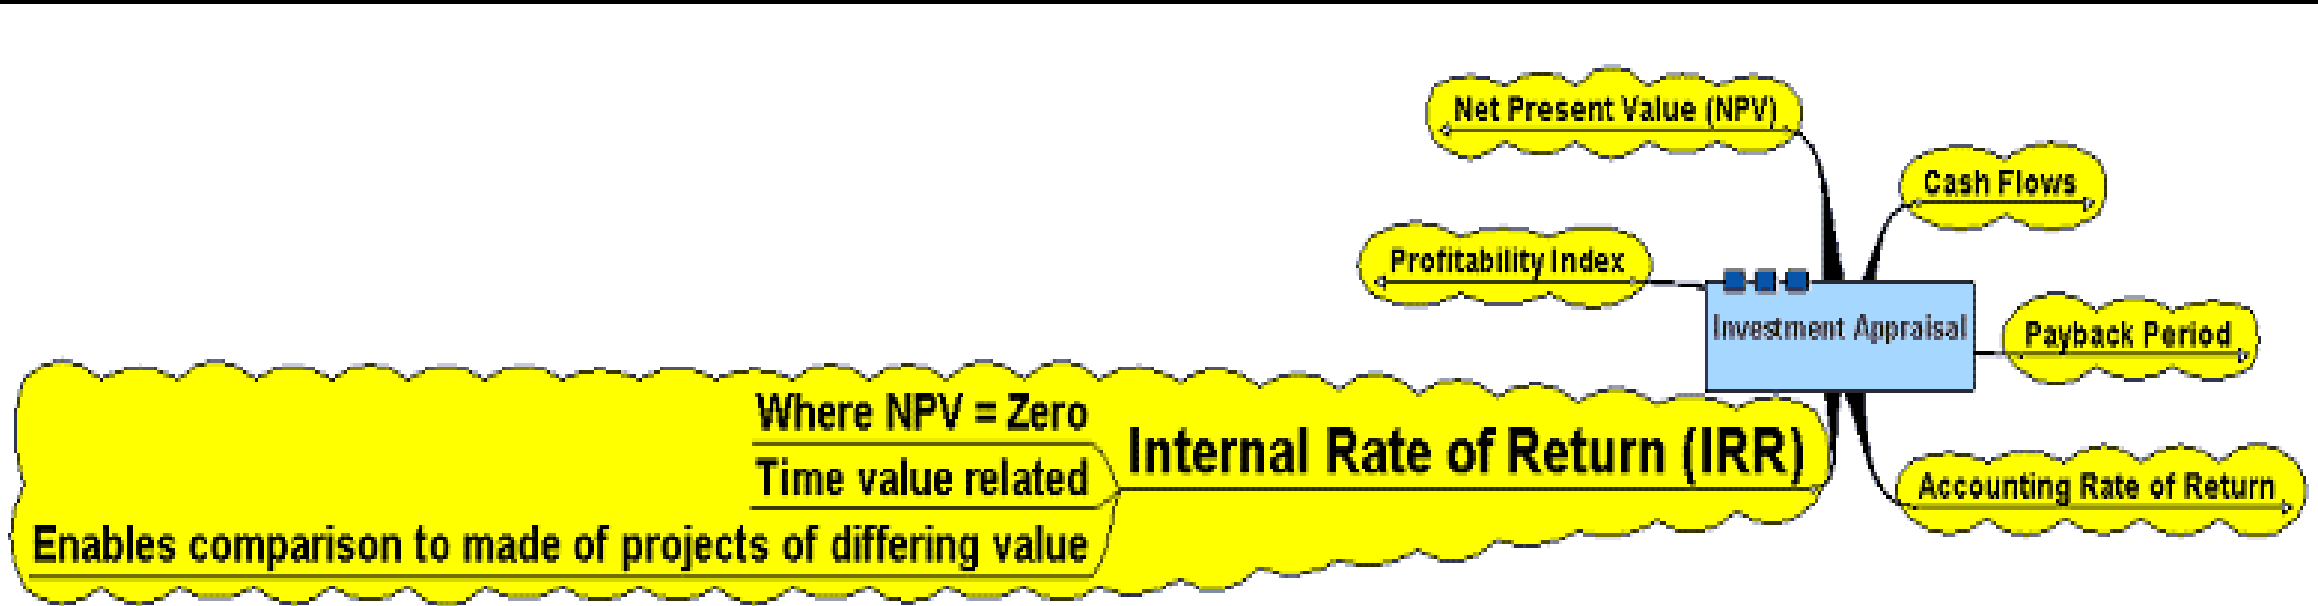 Net Present Value (NPV)
Cash Flows
Profitability Index
Investment Appraisal
Payback Period
Where NPV = Zero
Internal Rate of Return (IRR)
Time value related
Accounting Rate of Return
Enables comparison to made of projects of differing value